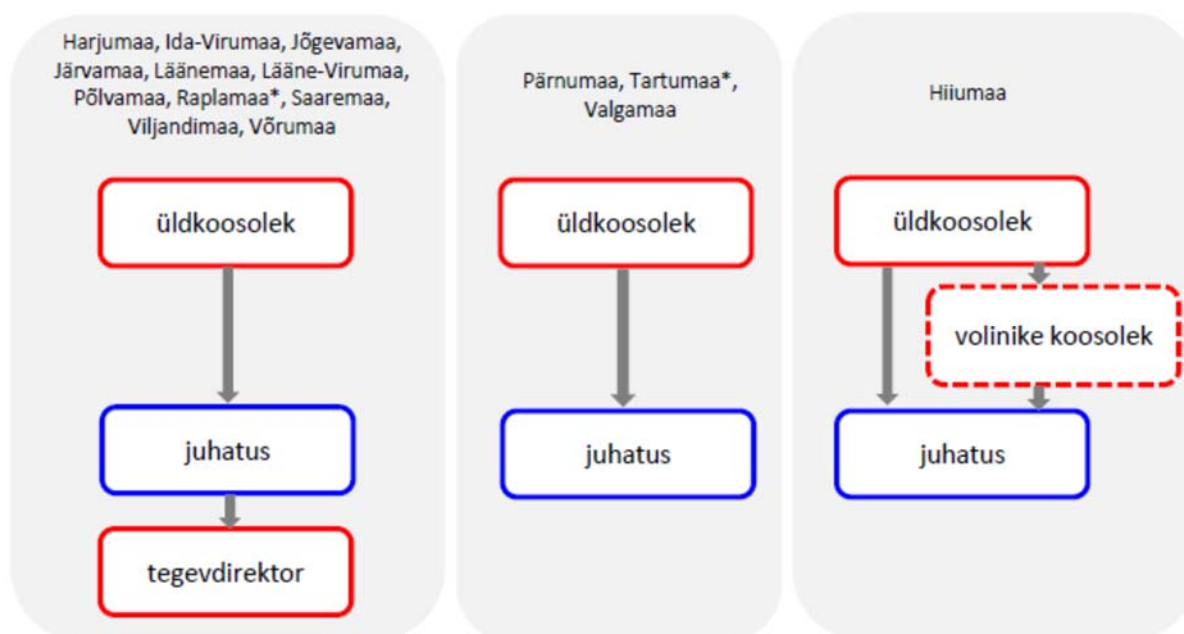 Harjumaa, Ida-Virumaa, Jõgevamaa,
Järvamaa, Läänemaa, Lääne-Virumaa,
Põlvamaa, Raplamaa*, Saaremaa,
Viljandimaa, Võrumaa
üldkoosolek
juhatus
tegevdirektor
Pärnumaa, Tartumaa*,
Valgamaa
üldkoosolek
juhatus
Hiiumaa
üldkoosolek
volinike koosolek
juhatus